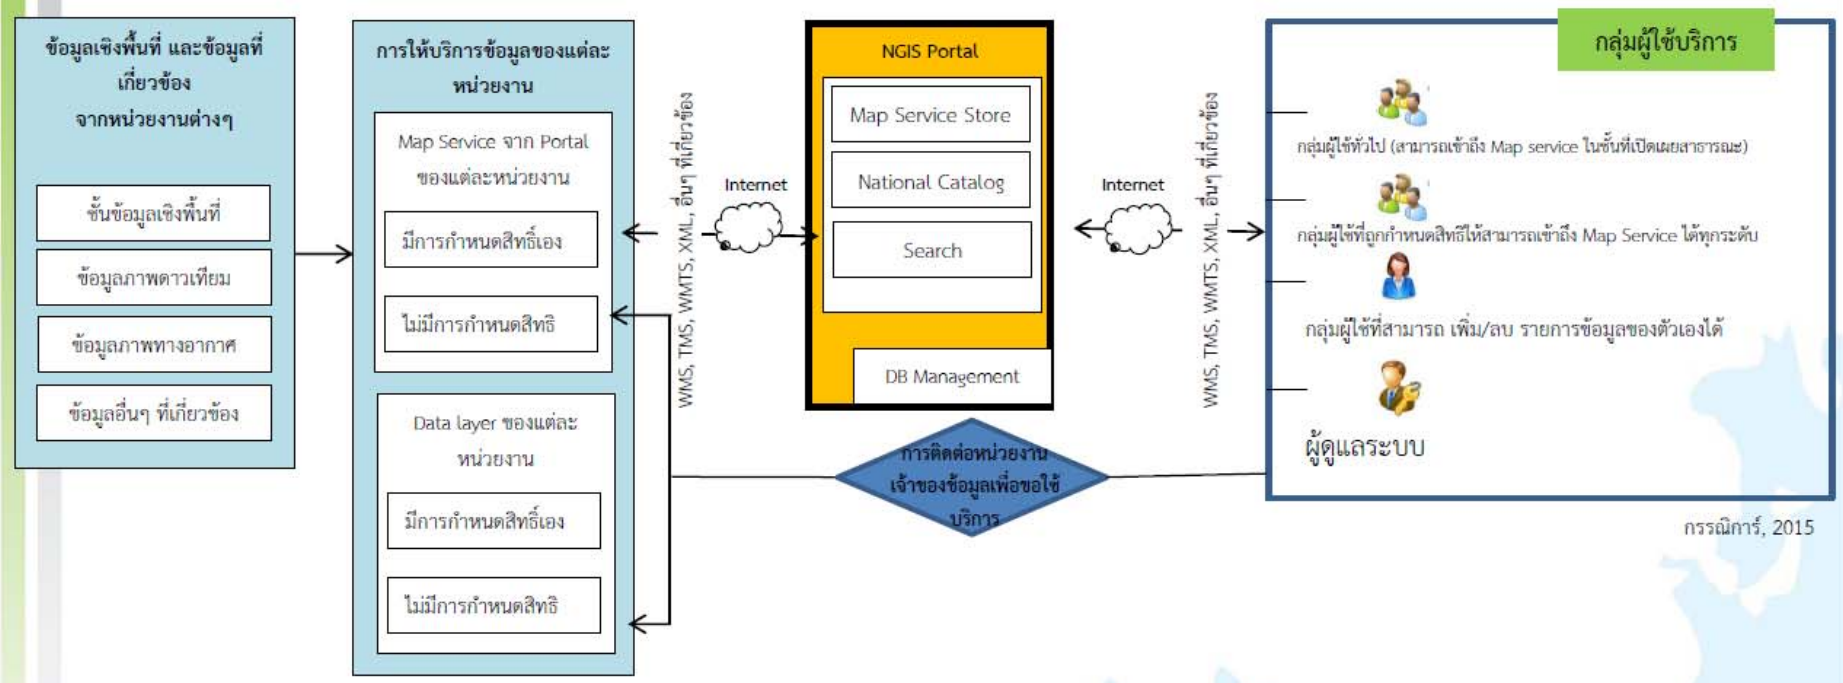 ข้อมูลเชิงพื้นที่ และข้อมูลที่
เกี่ยวข้อง
จากหน่วยงานต่างๆ
ชั้นข้อมูลเชิงพื้นที่
ข้อมูลภาพดาวเทียม
ข้อมูลภาพทางอากาศ
ข้อมูลอื่นๆ ที่เกี่ยวข้อง
การให้บริการข้อมูลของแต่ละ
หน่วยงาน
Map Service จาก Portal
ของแต่ละหน่วยงาน
มีการกำหนดสิทธิ์เอง
ไม่มีการกำหนดสิทธิ
Data layer ของแต่ละ
หน่วยงาน
มีการกำหนดสิทธิ์เอง
ไม่มีการกำหนดสิทธิ
WMS, TMS, WMTS, XML, อื่นๆ ที่เกี่ยวข้อง
Internet
NGIS Portal
Map Service Store
National Catalog
Search
DB Management
การติดต่อหน่วยงาน
เจ้าของข้อมูลเพื่อขอใช้
บริการ
Internet
WMS, TMS, WMTS, XML, อื่นๆ ที่เกี่ยวข้อง
กลุ่มผู้ใช้บริการ
กลุ่มผู้ใช้ทั่วไป (สามารถเข้าถึง Map service ในชั้นที่เปิดเผยสาธารณะ)
กลุ่มผู้ใช้ที่ถูกกำหนดสิทธิให้สามารถเข้าถึง Map Service ได้ทุกระดับ
กลุ่มผู้ใช้ที่สามารถ เพิ่ม/ลบ รายการข้อมูลของตัวเองได้
ผู้ดูแลระบบ
กรรณิการ์, 2015